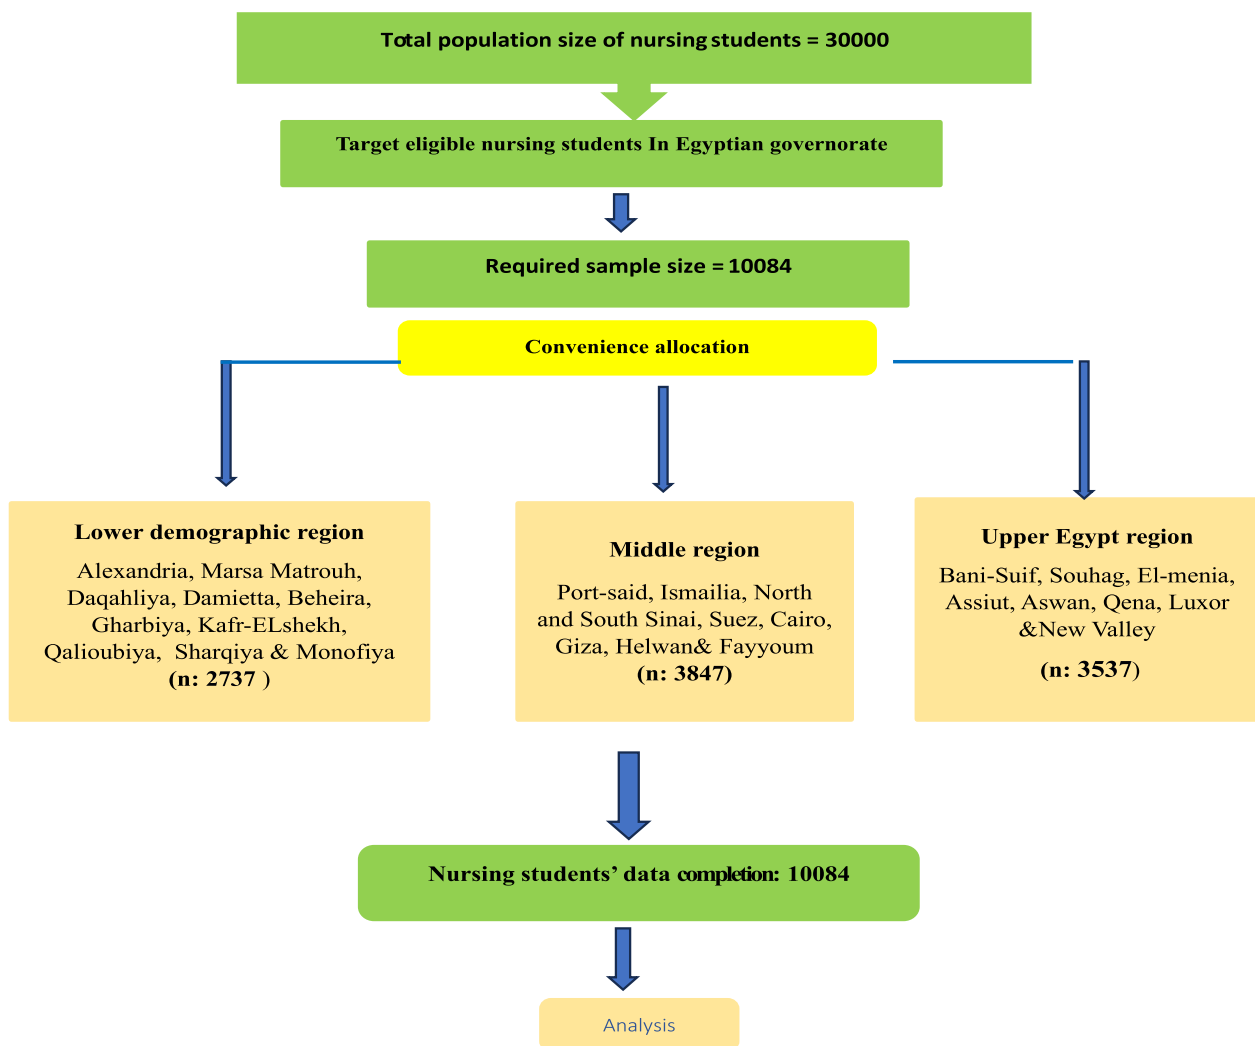 Total population size of nursing students = 30000
Target eligible nursing students In Egyptian governorate
Required sample size = 10084
Convenience allocation
Lower demographic region
Alexandria, Marsa Matrouh,
Daqahliya, Damietta, Beheira,
Gharbiya, Kafr-ELshekh,
Qalioubiya, Sharqiya & Monofiya
(n: 2737 )
Middle region
Port-said, Ismailia, North
and South Sinai, Suez, Cairo,
Giza, Helwan& Fayyoum
(n: 3847)
Upper Egypt region
Bani-Suif, Souhag, El-menia,
Assiut, Aswan, Qena, Luxor
&New Valley
(n: 3537)
Nursing students’ data completion: 10084
Analysis